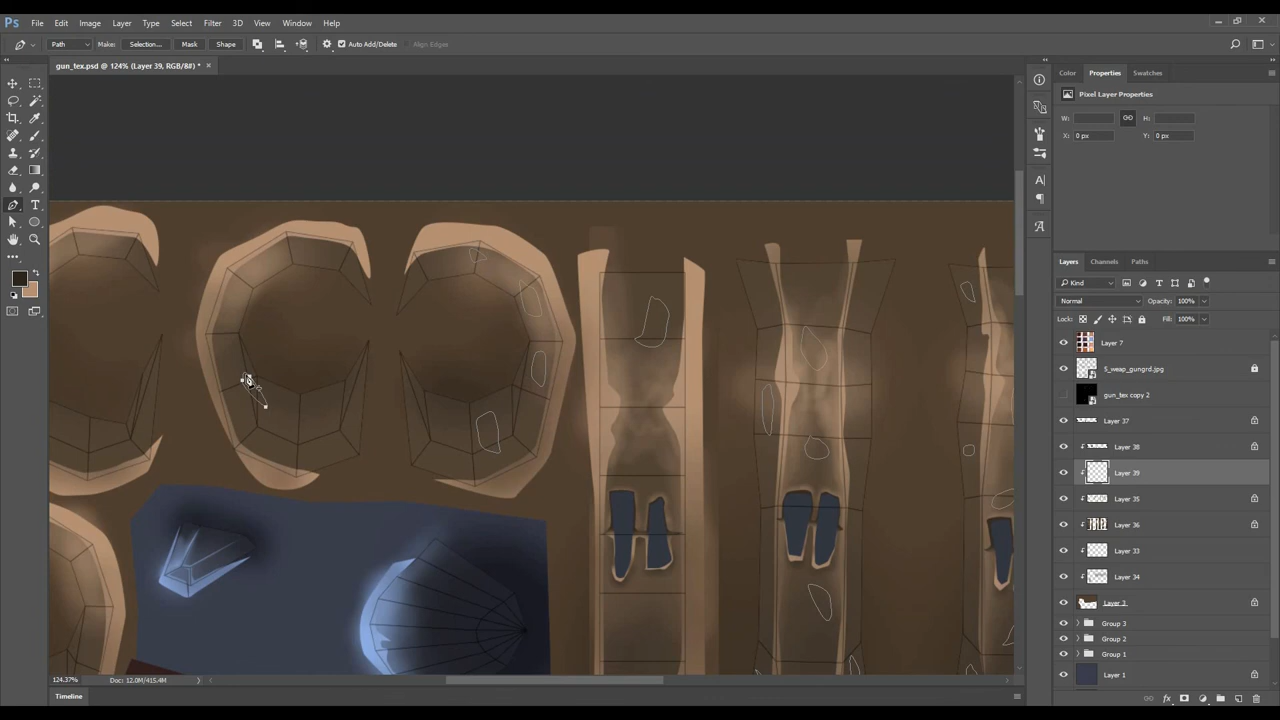 Ps File Edit Image Layer Type Select Filter 3D View Window Help
Path Make: Selection... Mask Shape Auto Add/Delete Align Edges
gun_tex.psd @ 124% (Layer 39, RGB/8#) * ×
Color Properties Swatches
Pixel Layer Properties
W: H:
X: 0 px Y: 0 px
Layers Channels Paths
Kind
Normal Opacity: 100%
Lock: Fill: 100%
Layer 7
S_weap_gungrd.jpg
gun_tex copy 2
Layer 37
Layer 38
Layer 39
Layer 35
Layer 36
Layer 33
Layer 34
Layer 3
Group 3
Group 2
Group 1
Layer 1
124.37% Doc: 12.0M/415.4M
Timeline